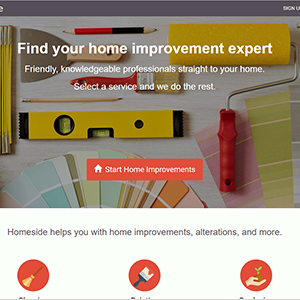 SIGN U
Find your home improvement expert
Friendly, knowledgeable professionals straight to your home.
Select a service and we do the rest.
Start Home Improvements
Homeside helps you with home improvements, alterations, and more.